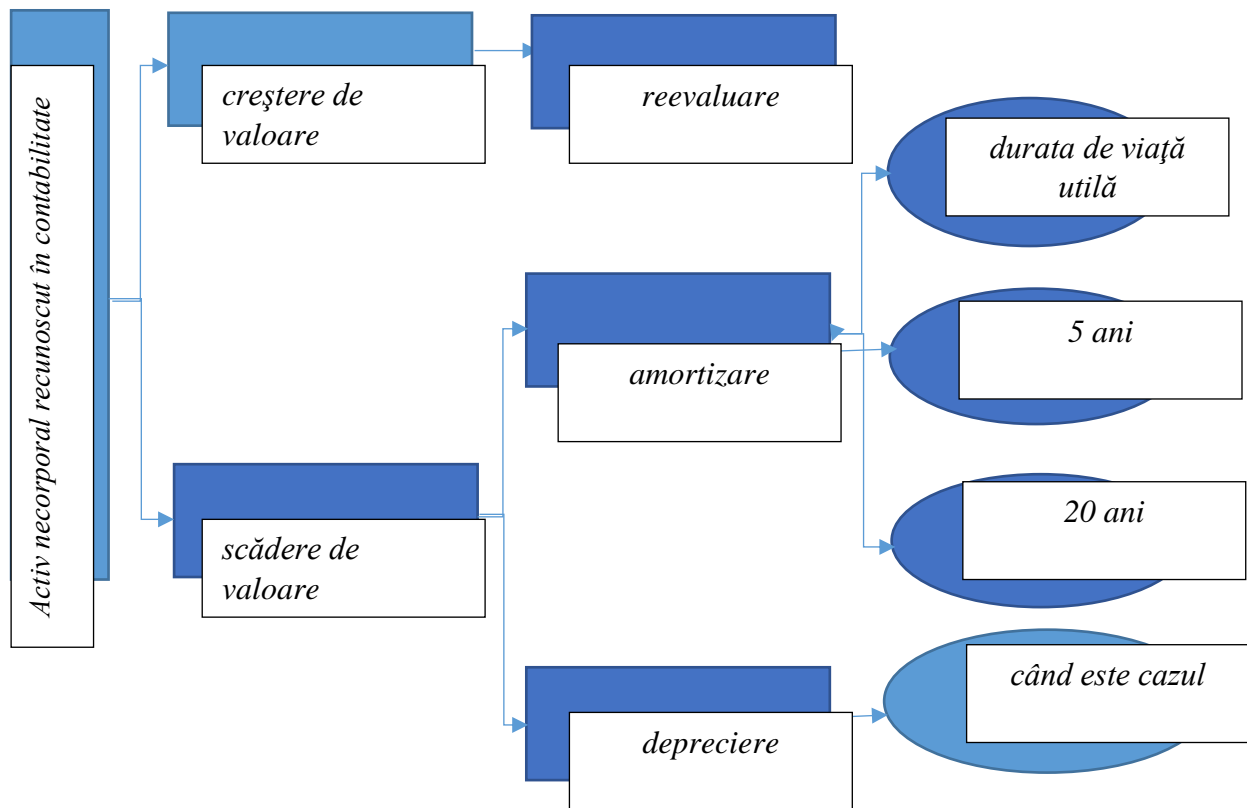 Activ necorporal recunoscut în contabilitate
creştere de
valoare
reevaluare
durata de viaţă
utilă
amortizare
5 ani
20 ani
scădere de
valoare
depreciere
când este cazul